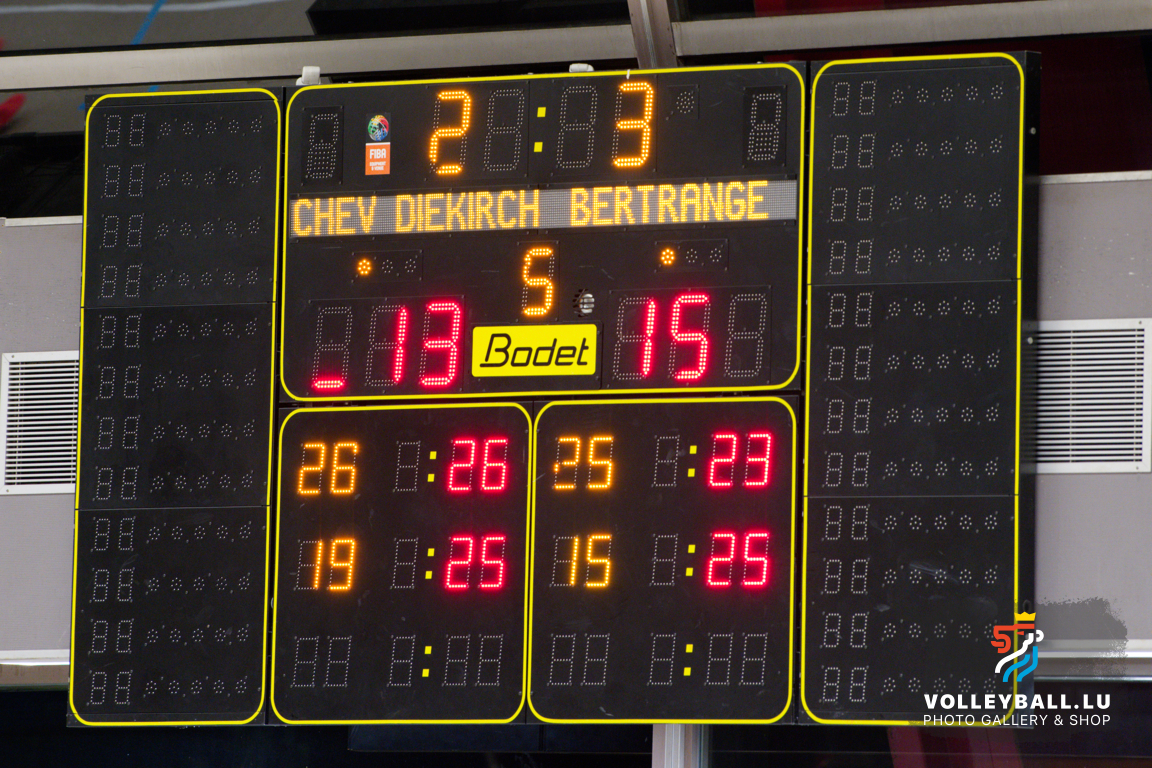 2 : 3
FIBA
CHEV DIEKIRCH BERTRANGE
5
13 15
Bodet
26 : 26 25 : 23
19 : 25 15 : 25
: :
VOLLEYBALL.LU
PHOTO GALLERY & SHOP